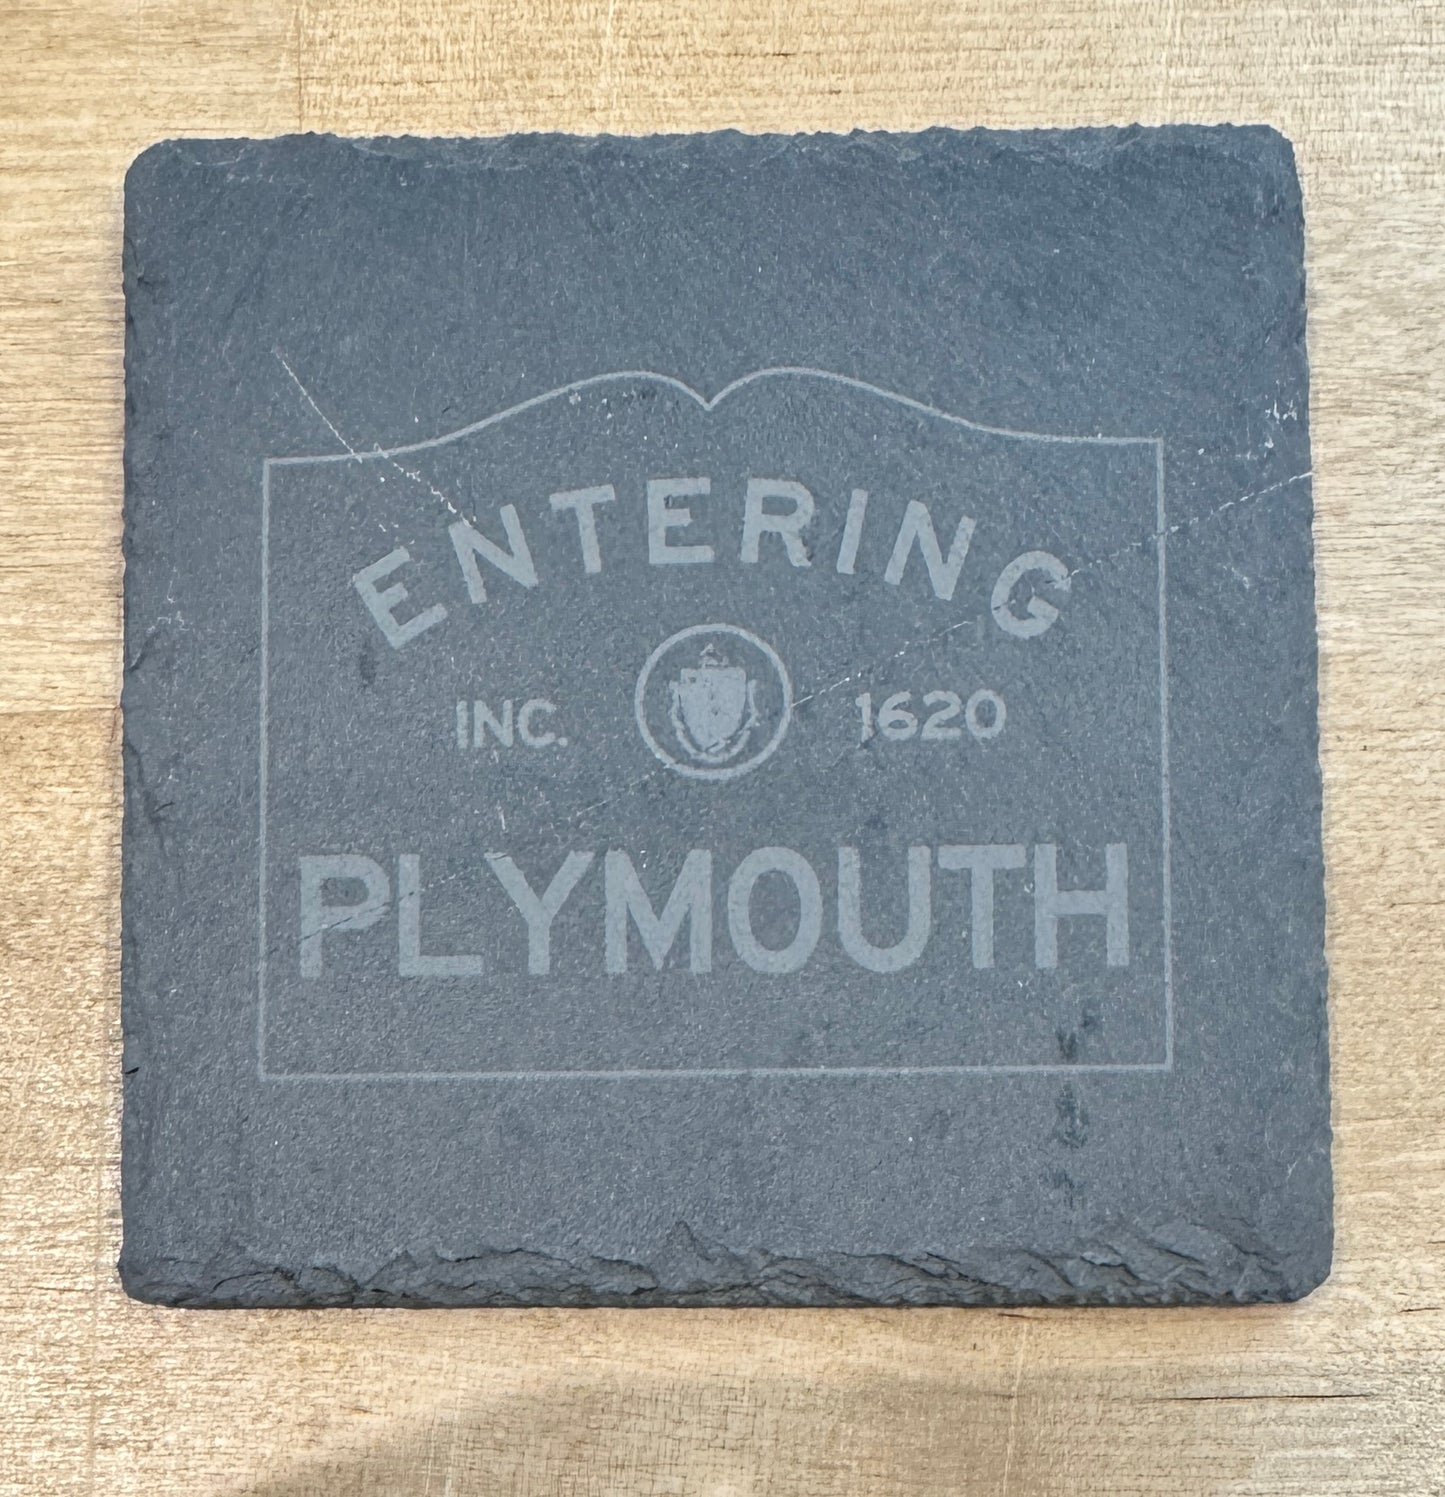 ENTERING
INC. 1620
PLYMOUTH